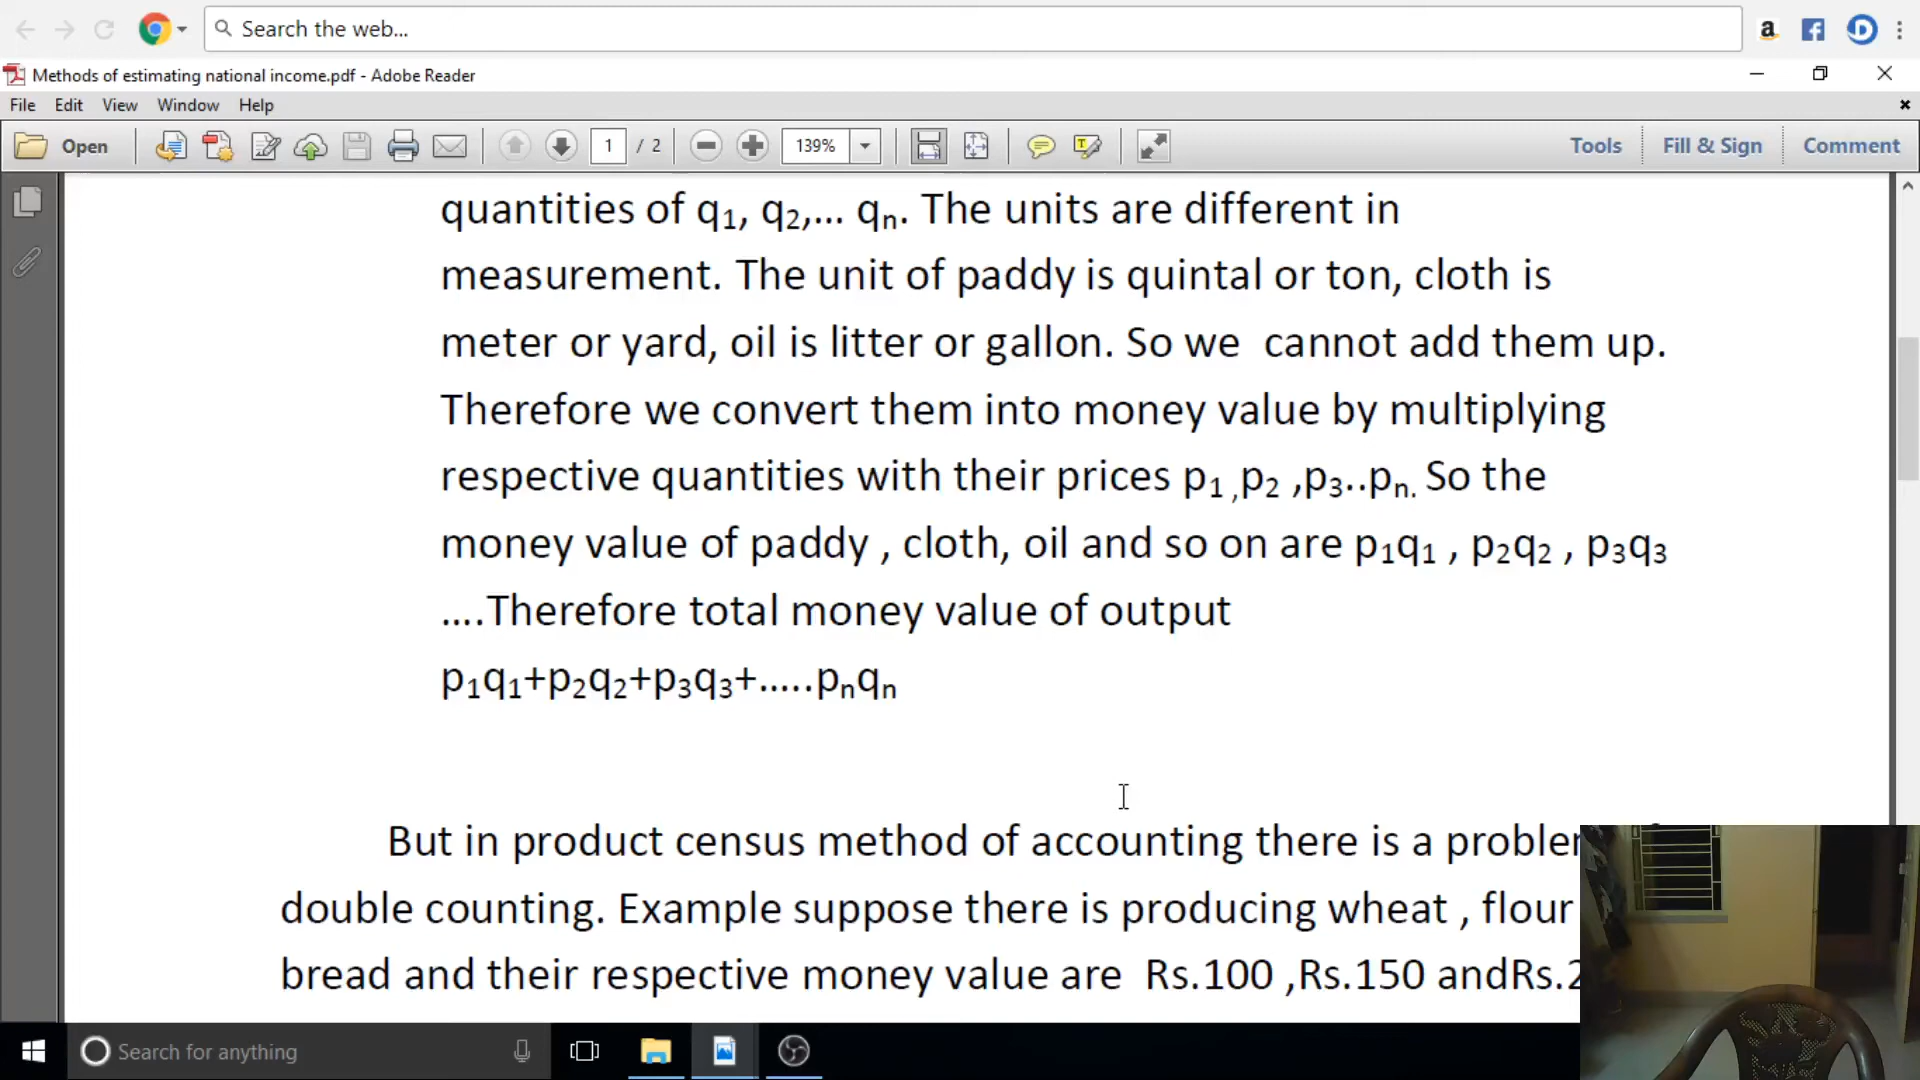 Search the web...
Methods of estimating national income.pdf - Adobe Reader
File Edit View Window Help
Open 1 / 2 139% Tools Fill & Sign Comment
quantities of q₁, q₂,... qₙ. The units are different in
measurement. The unit of paddy is quintal or ton, cloth is
meter or yard, oil is litter or gallon. So we cannot add them up.
Therefore we convert them into money value by multiplying
respective quantities with their prices p₁ ,p₂ ,p₃..pₙ. So the
money value of paddy , cloth, oil and so on are p₁q₁ , p₂q₂ , p₃q₃
....Therefore total money value of output
p₁q₁+p₂q₂+p₃q₃+.....pₙqₙ
But in product census method of accounting there is a
double counting. Example suppose there is producing wheat , flour
bread and their respective money value are Rs.100 ,Rs.150
Search for anything